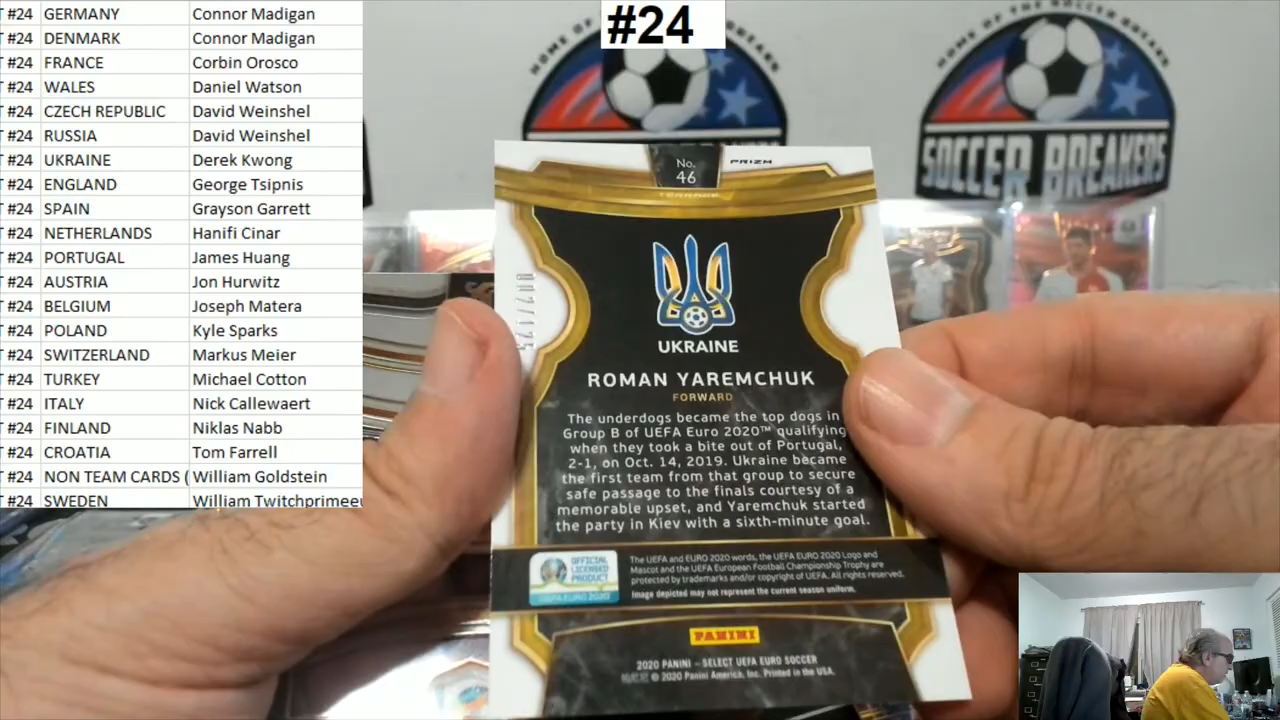 #24
T #24 GERMANY Connor Madigan
#24 DENMARK Connor Madigan
T #24 FRANCE Corbin Orosco
#24 WALES Daniel Watson
T #24 CZECH REPUBLIC David Weinshel
#24 RUSSIA David Weinshel
T #24 UKRAINE Derek Kwong
#24 ENGLAND George Tsipnis
#24 SPAIN Grayson Garrett
#24 NETHERLANDS Hanifi Cinar
T #24 PORTUGAL James Huang
T #24 AUSTRIA Jon Hurwitz
T #24 BELGIUM Joseph Matera
T #24 POLAND Kyle Sparks
#24 SWITZERLAND Markus Meier
#24 TURKEY Michael Cotton
T #24 ITALY Nick Callewaert
#24 FINLAND Niklas Nabb
#24 CROATIA Tom Farrell
#24 NON TEAM CARDS ( William Goldstein
T #24 SWEDEN William Twitchprimeeu
HOME OF THE SOCCER BREAKS
SOCCER BREAKERS
No.
46
PRIZM
TERRACE
UKRAINE
ROMAN YAREMCHUK
FORWARD
The underdogs became the top dogs in
Group B of UEFA Euro 2020™ qualifying
when they took a bite out of Portugal,
2-1, on Oct. 14, 2019. Ukraine became
the first team from that group to secure
safe passage to the finals courtesy of a
memorable upset, and Yaremchuk started
the party in Kiev with a sixth-minute goal.
OFFICIAL
LICENSED
PRODUCT
UEFA EURO 2020
The UEFA and EURO 2020 words, the UEFA EURO 2020 Logo and
Mascot and the UEFA European Football Championship Trophy are
protected by trademarks and/or copyright of UEFA. All rights reserved.
Image depicted may not represent the current season uniform.
PANINI
2020 PANINI – SELECT UEFA EURO SOCCER
© 2020 Panini America, Inc. Printed in the USA.